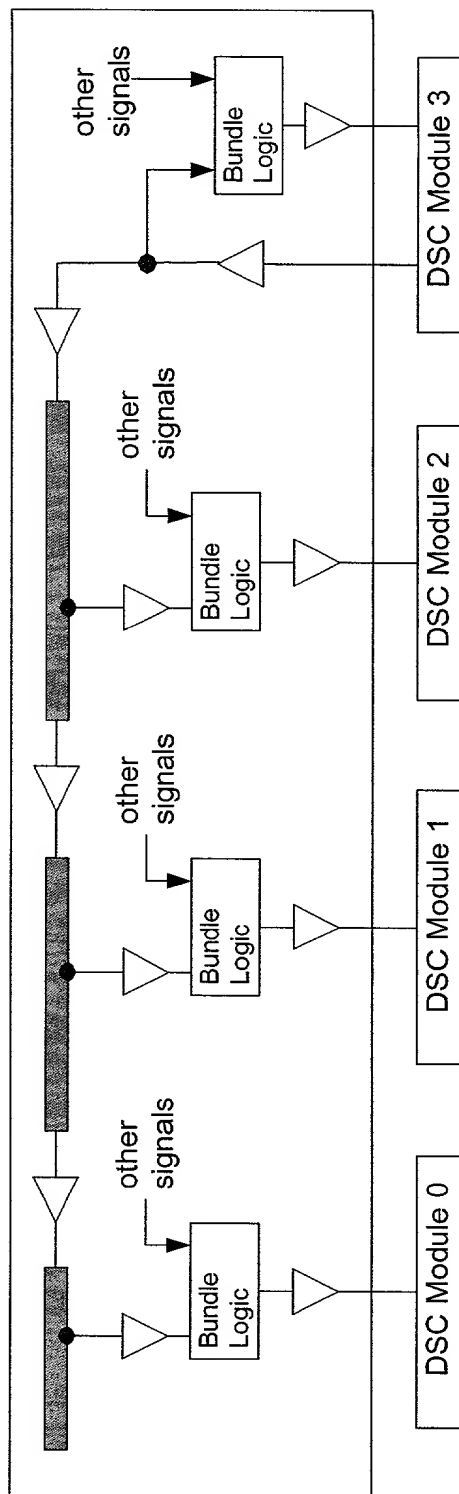 other
signals
Bundle
Logic
DSC Module 0
other
signals
Bundle
Logic
DSC Module 1
other
signals
Bundle
Logic
DSC Module 2
other
signals
Bundle
Logic
DSC Module 3